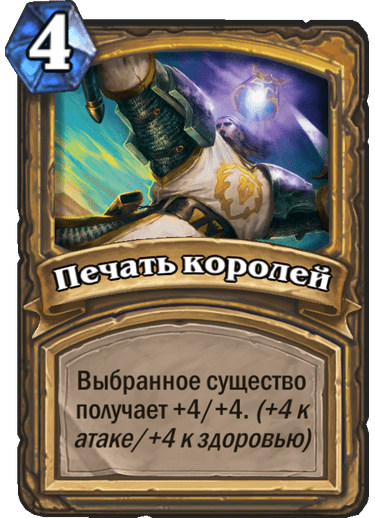 4
Печать королей
Выбранное существо
получает +4/+4. (+4 к
атаке/+4 к здоровью)